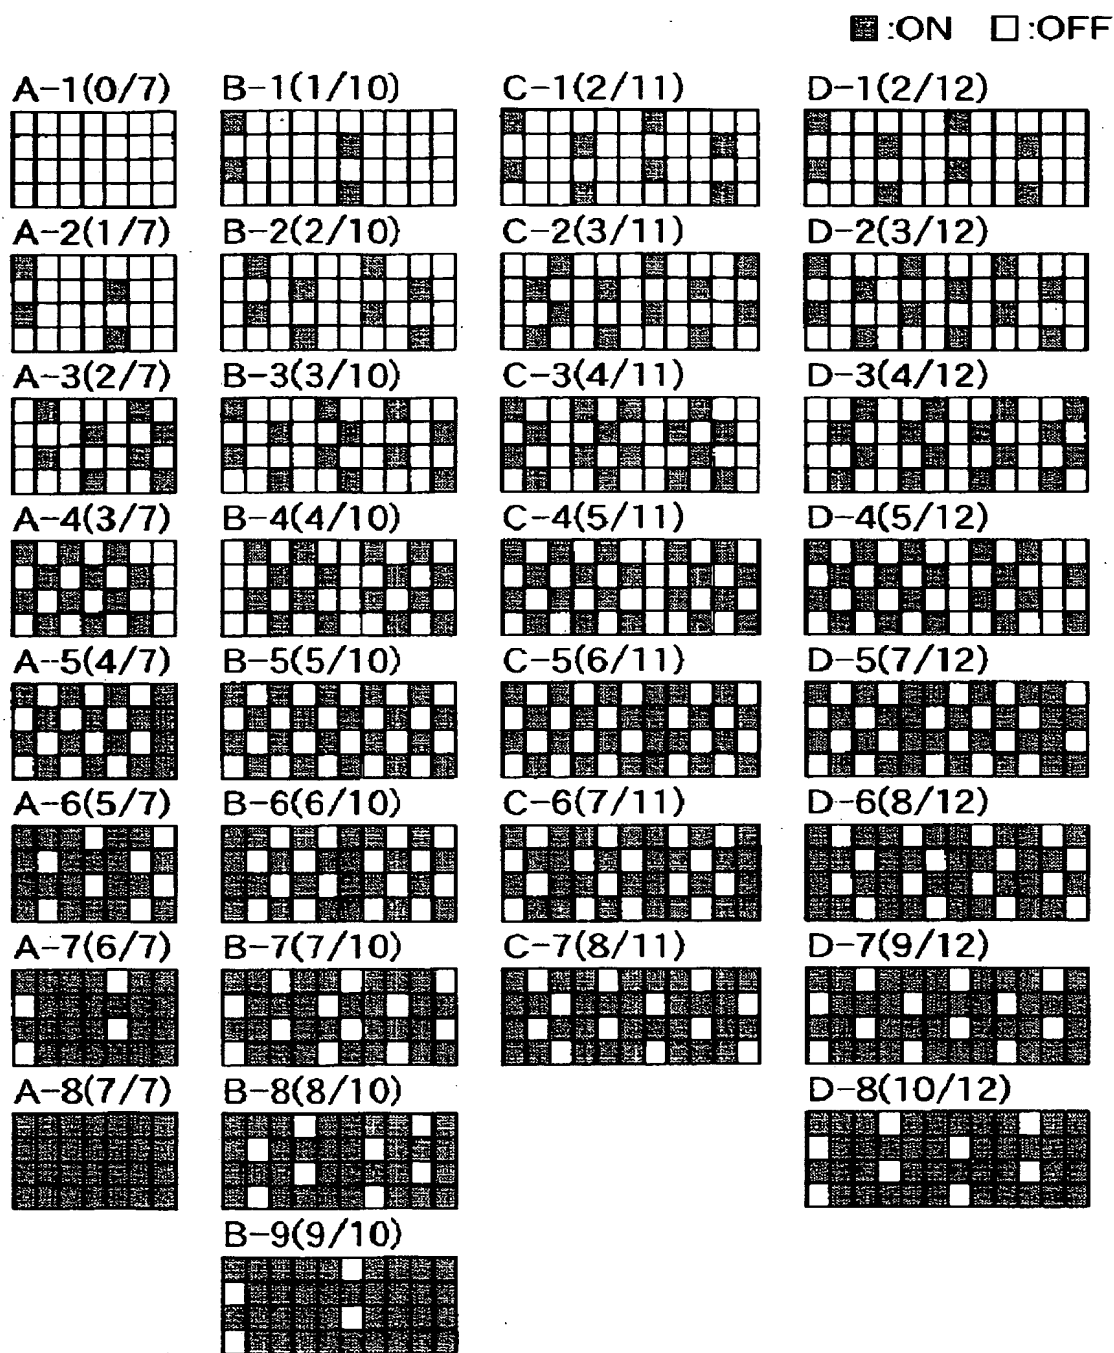 :ON :OFF
A-1(0/7) B-1(1/10) C-1(2/11) D-1(2/12)
A-2(1/7) B-2(2/10) C-2(3/11) D-2(3/12)
A-3(2/7) B-3(3/10) C-3(4/11) D-3(4/12)
A-4(3/7) B-4(4/10) C-4(5/11) D-4(5/12)
A-5(4/7) B-5(5/10) C-5(6/11) D-5(7/12)
A-6(5/7) B-6(6/10) C-6(7/11) D-6(8/12)
A-7(6/7) B-7(7/10) C-7(8/11) D-7(9/12)
A-8(7/7) B-8(8/10) D-8(10/12)
B-9(9/10)